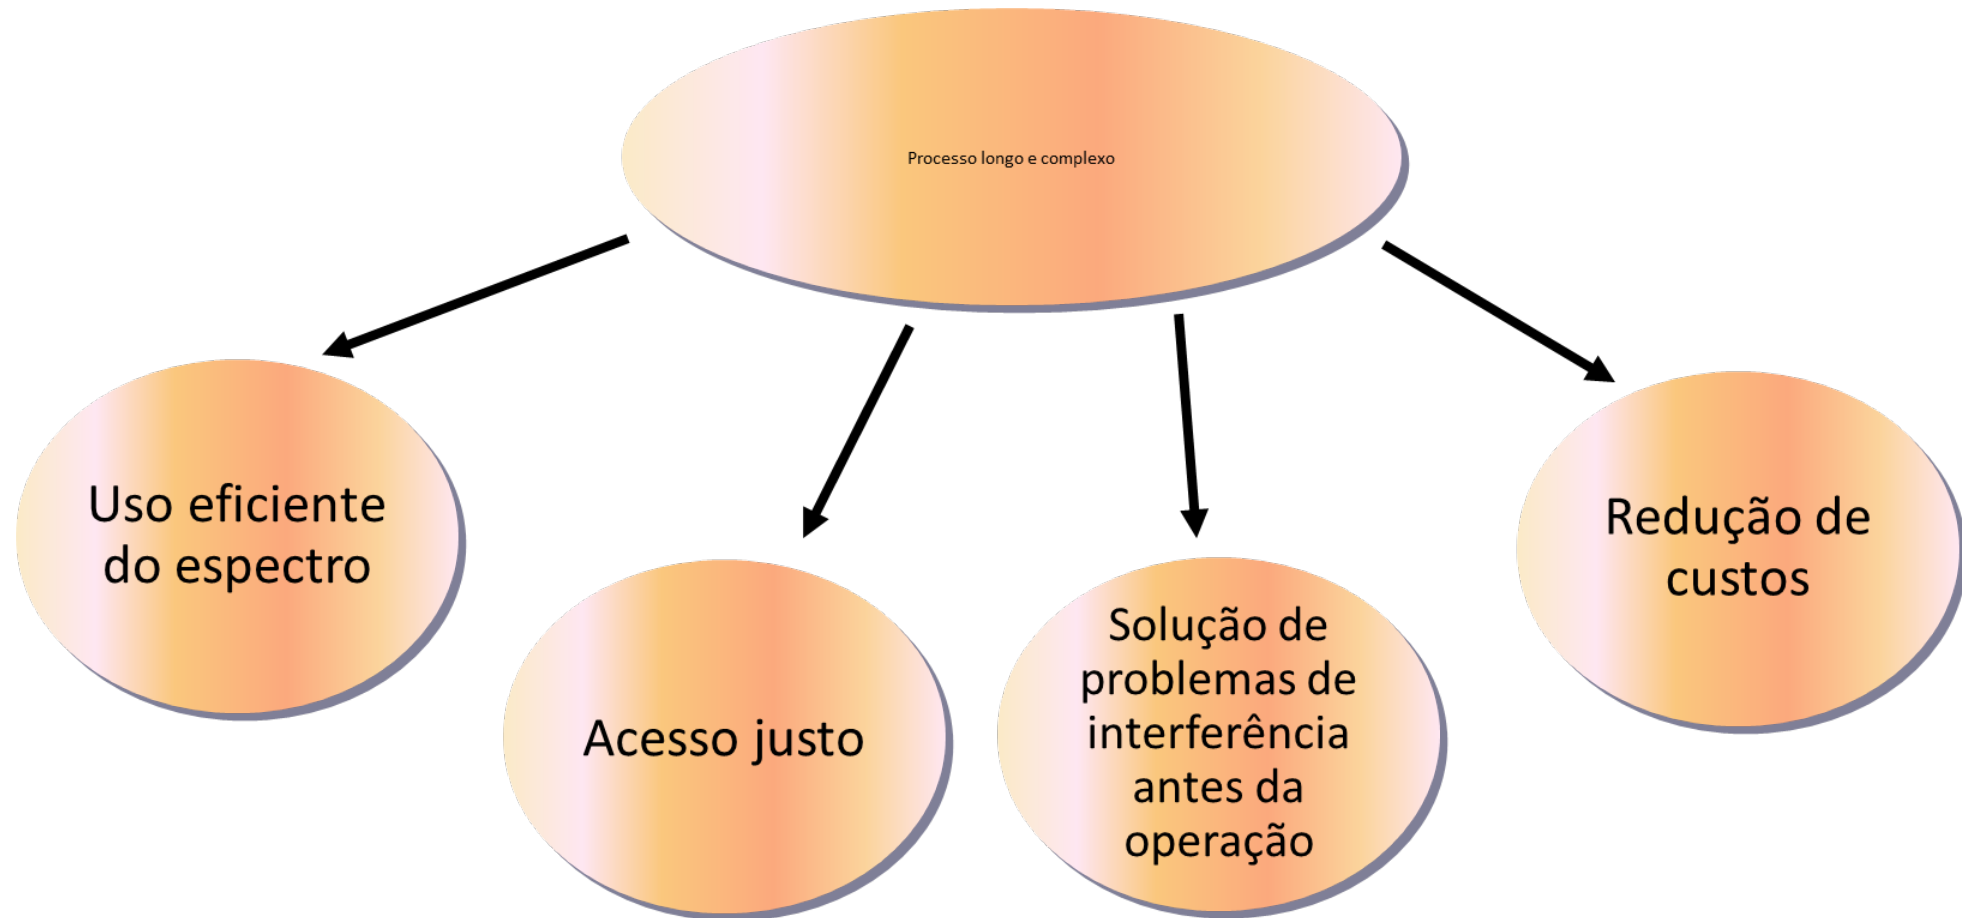 Processo longo e complexo
Uso eficiente
do espectro
Acesso justo
Solução de
problemas de
interferência
antes da
operação
Redução de
custos